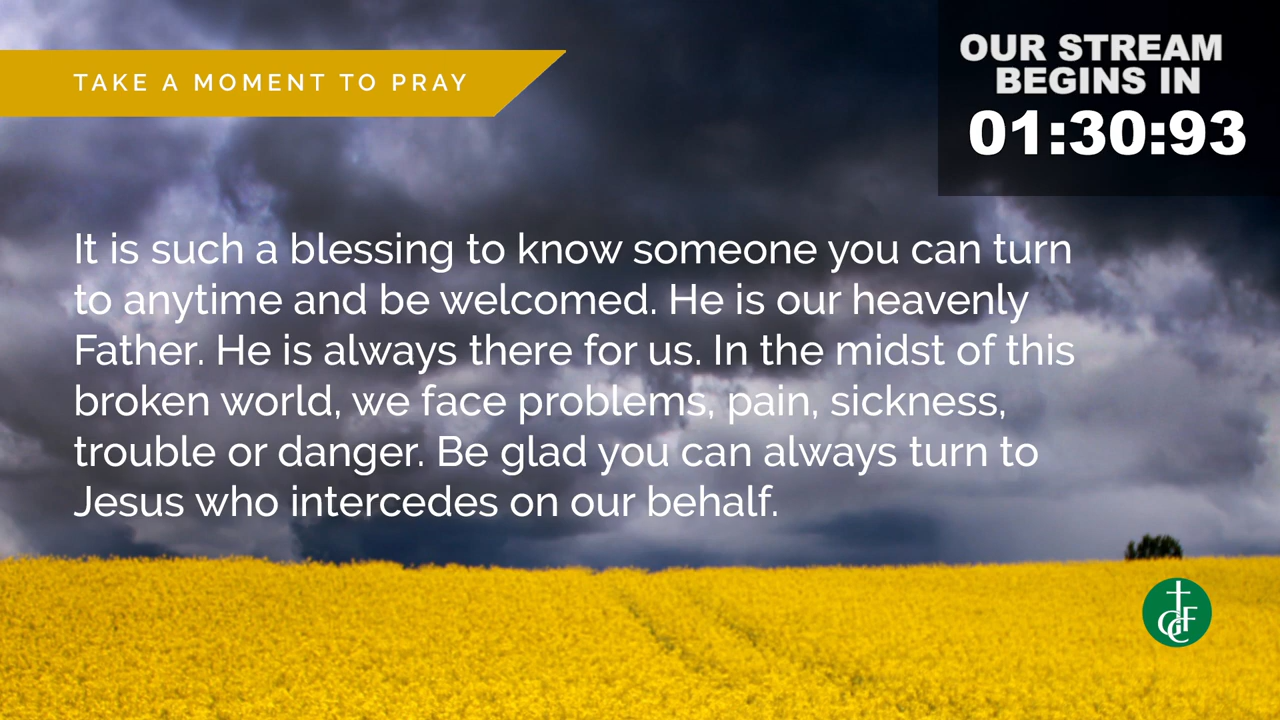 TAKE A MOMENT TO PRAY
OUR STREAM
BEGINS IN
01:30:93
It is such a blessing to know someone you can turn
to anytime and be welcomed. He is our heavenly
Father. He is always there for us. In the midst of this
broken world, we face problems, pain, sickness,
trouble or danger. Be glad you can always turn to
Jesus who intercedes on our behalf.
GCF